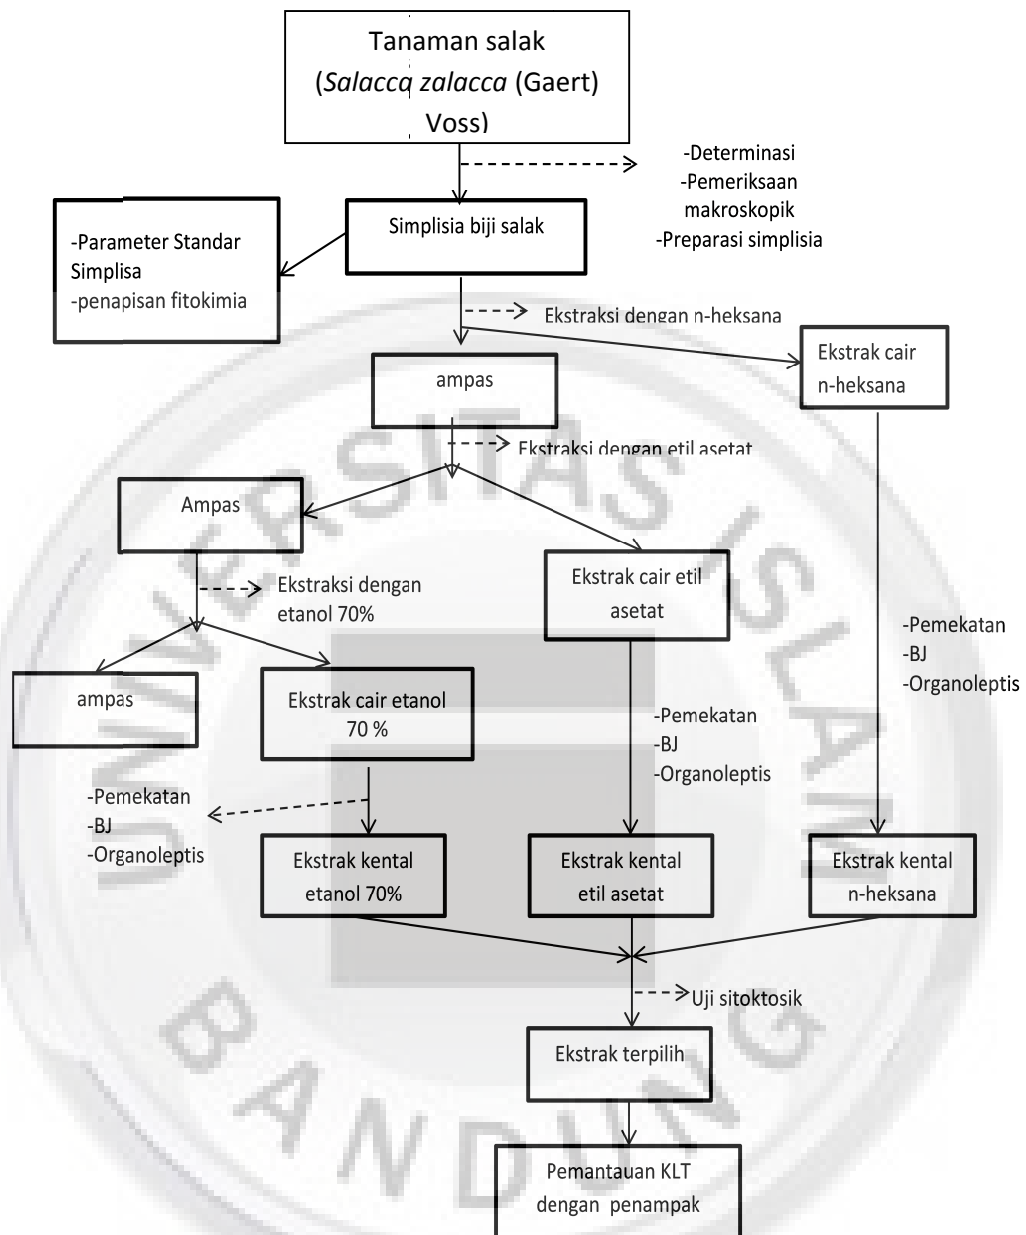 Tanaman salak
(Salacca zalacca (Gaert)
Voss)
-Determinasi
-Pemeriksaan
makroskopik
-Preparasi simplisia
Simplisia biji salak
-Parameter Standar
Simplisa
-penapisan fitokimia
Ekstraksi dengan n-heksana
Ekstrak cair
n-heksana
ampas
Ekstraksi dengan etil asetat
Ampas
Ekstrak cair etil
asetat
Ekstraksi dengan
etanol 70%
-Pemekatan
-BJ
-Organoleptis
ampas
Ekstrak cair etanol
70 %
-Pemekatan
-BJ
-Organoleptis
-Pemekatan
-BJ
-Organoleptis
Ekstrak kental
etanol 70%
Ekstrak kental
etil asetat
Ekstrak kental
n-heksana
Uji sitoktosik
Ekstrak terpilih
Pemantauan KLT
dengan penampak
UNIVERSITAS ISLAM
BANDUNG